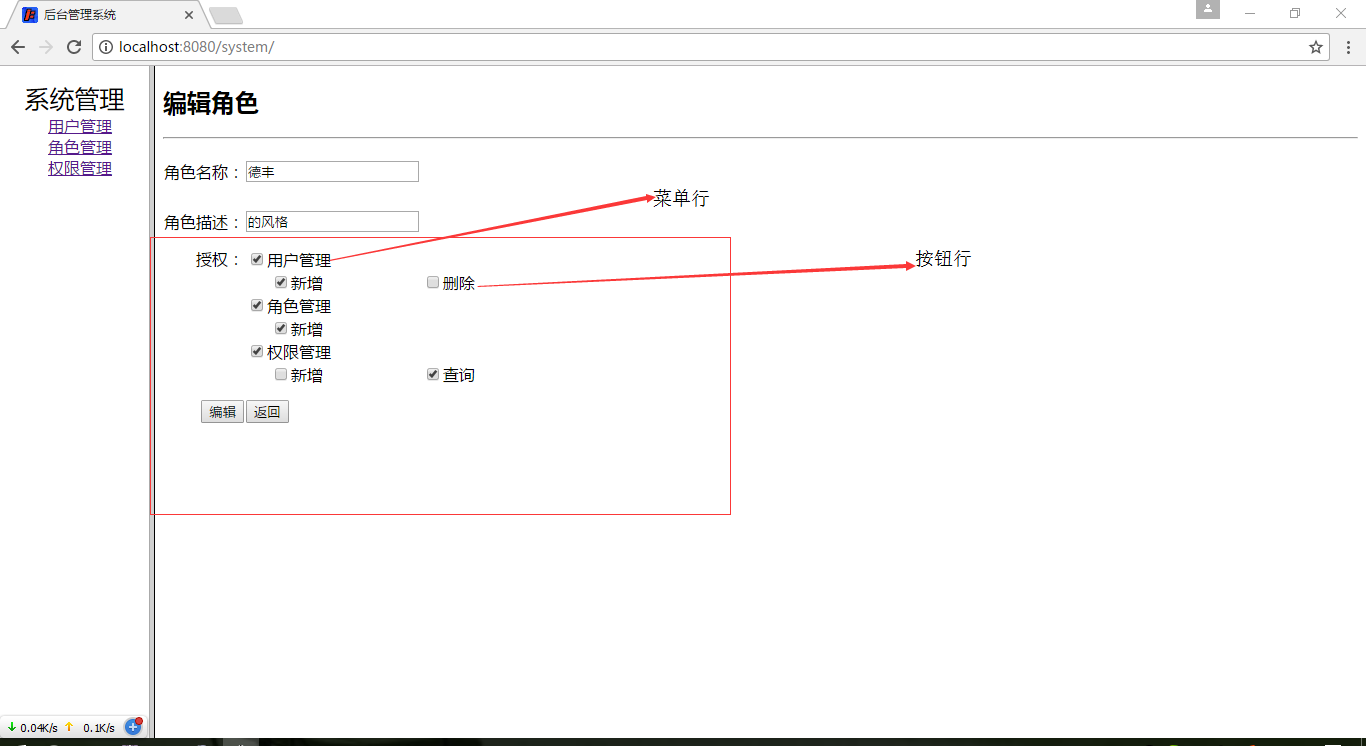 后台管理系统
localhost:8080/system/
系统管理
用户管理
角色管理
权限管理
编辑角色
角色名称：德丰
菜单行
角色描述：的风格
按钮行
授权：用户管理
新增 删除
角色管理
新增
权限管理
新增 查询
编辑 返回
0.04K/s 0.1K/s